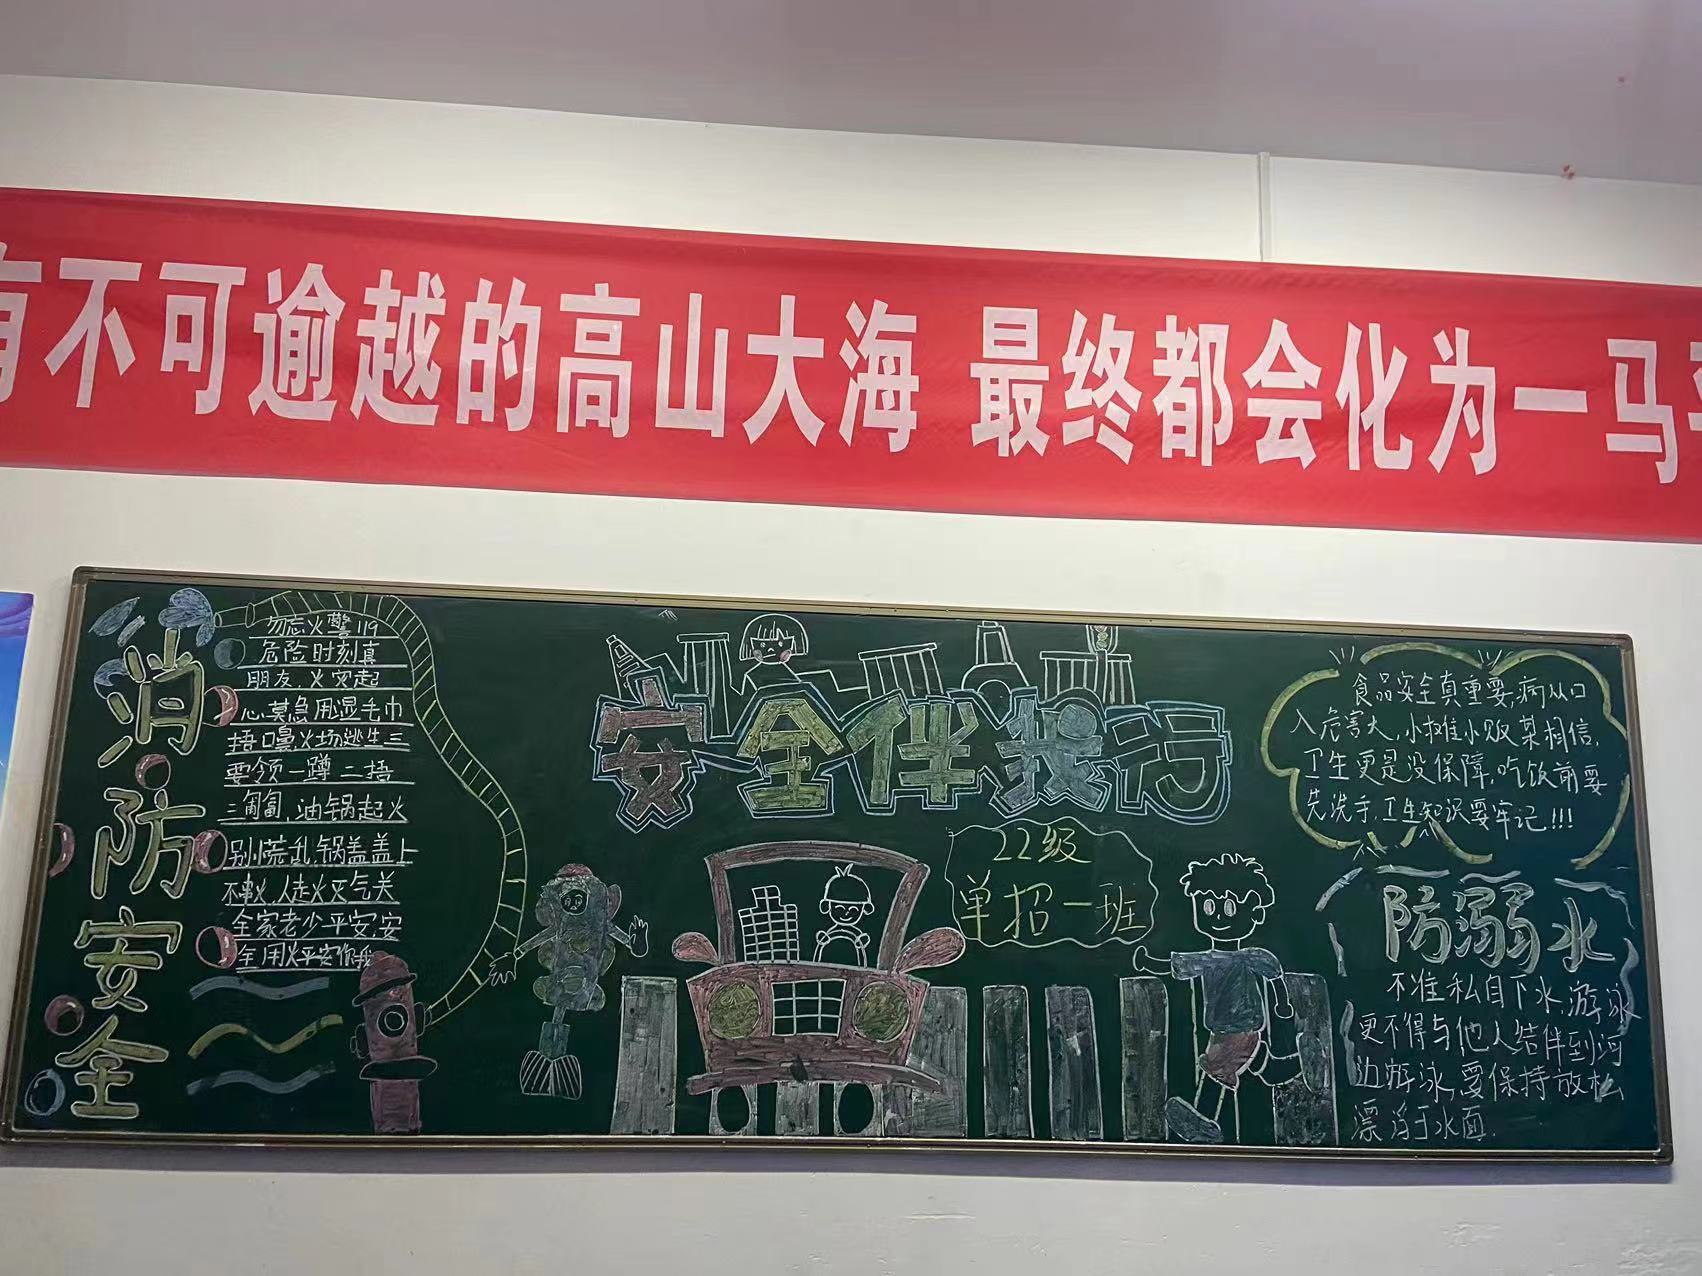 有不可逾越的高山大海 最终都会化为一马平
消防安全
勿忘火警119
危险时刻真
朋友,火灾起
心莫急用湿毛巾
捂口鼻火场逃生三
要领一蹲二捂
三匍匐,油锅起火
别慌乱,锅盖盖上
不串火,人走火灭气关
全家老少平安,安
全用火平安你我
安全伴我行
22级
单招一班
食品安全真重要,病从口
入危害大,小摊小贩某相信,
卫生更是没保障,吃饭前要
先洗手,卫生知识要牢记!!!
防溺水
不准私自下水,游泳
更不得与他人结伴到河
边游泳,要保持放松
漂浮于水面.